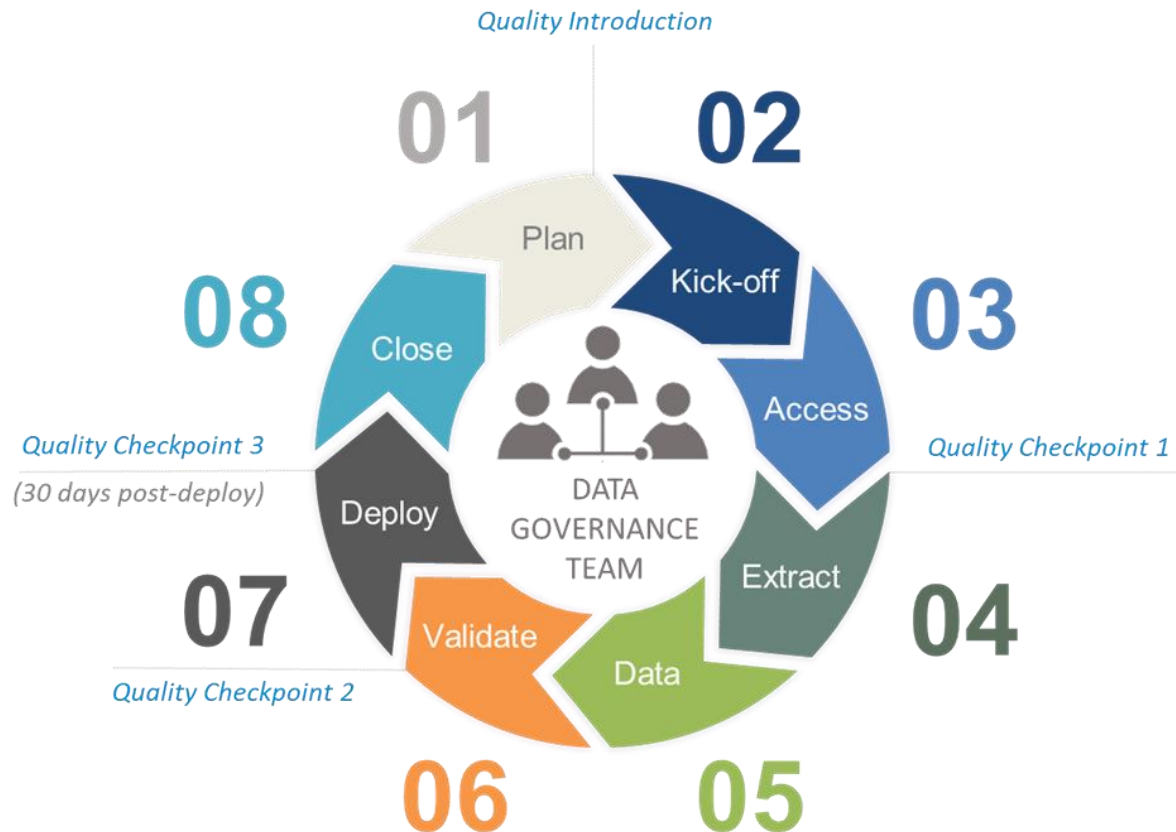 Quality Introduction
01
Plan
02
Kick-off
03
Access
Quality Checkpoint 1
04
Extract
05
Data
06
Validate
Quality Checkpoint 2
07
Deploy
Quality Checkpoint 3
(30 days post-deploy)
08
Close
DATA
GOVERNANCE
TEAM